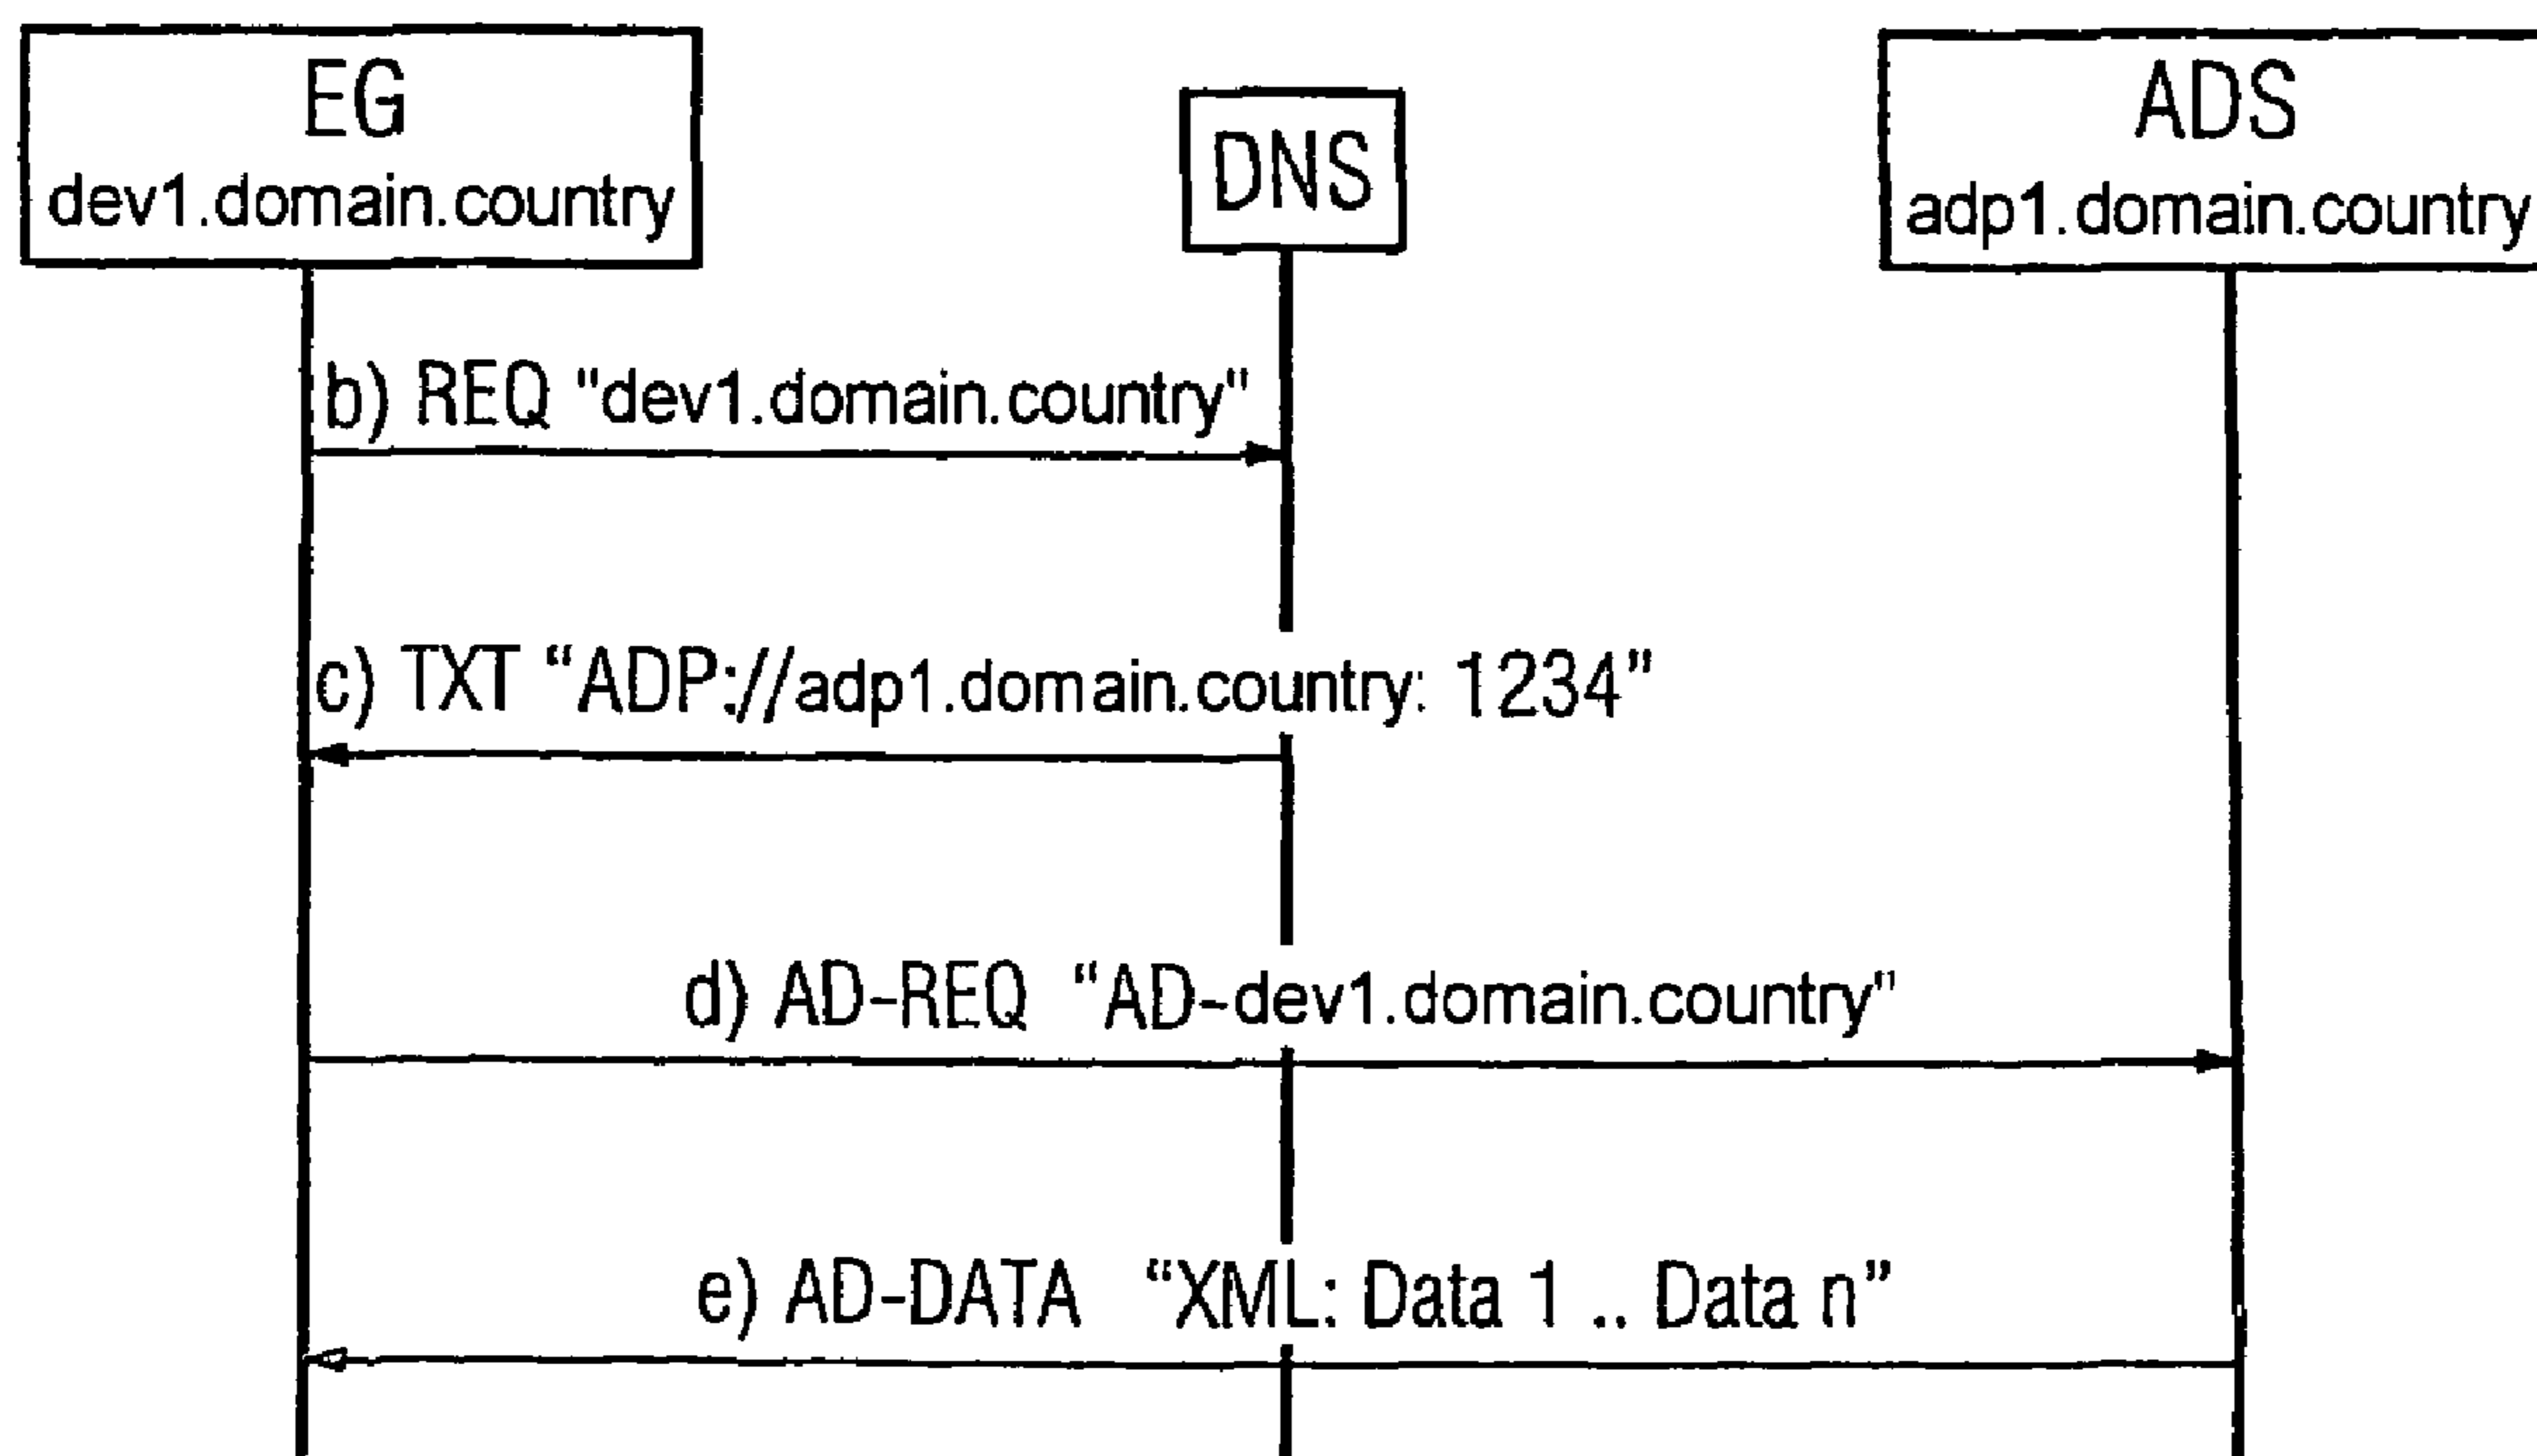 EG
dev1.domain.country
DNS
ADS
adp1.domain.country
b) REQ "dev1.domain.country"
c) TXT “ADP://adp1.domain.country: 1234”
d) AD-REQ “AD-dev1.domain.country"
e) AD-DATA “XML: Data 1 .. Data n”